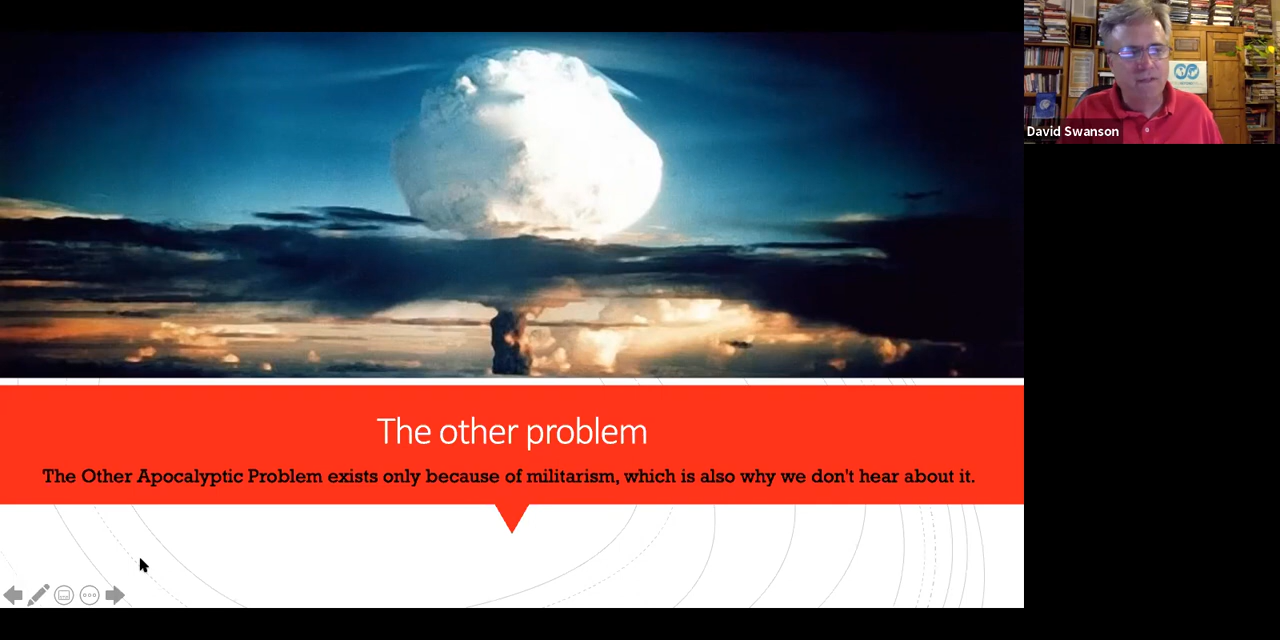 David Swanson
The other problem
The Other Apocalyptic Problem exists only because of militarism, which is also why we don't hear about it.